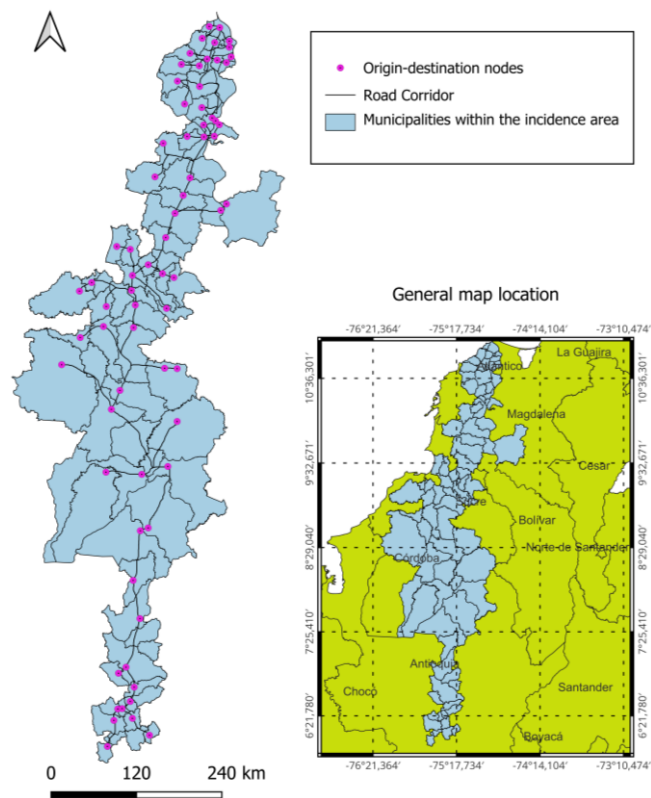 Origin-destination nodes
Road Corridor
Municipalities within the incidence area
General map location
-76°21,364' -75°17,734 -74°14,104 -73°10,474'
10°36,301'
9°32,671'
8°29,040'
7°25,410'
6°21,780'
La Guajira
Atlántico
Magdalena
Cesar
Sucre
Bolívar
Norte de Santander
Córdoba
Antioquia
Chocó
Santander
Boyacá
10°36,301'
9°32,671'
8°29,040'
7°25,410'
6°21,780'
-76°21,364' -75°17,734 -74°14,104 -73°10,474'
0 120 240 km